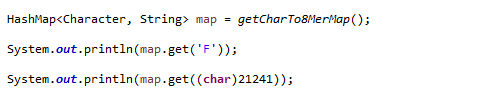 HashMap<Character, String> map = getCharTo8MerMap();
System.out.println(map.get('F'));
System.out.println(map.get((char)21241));